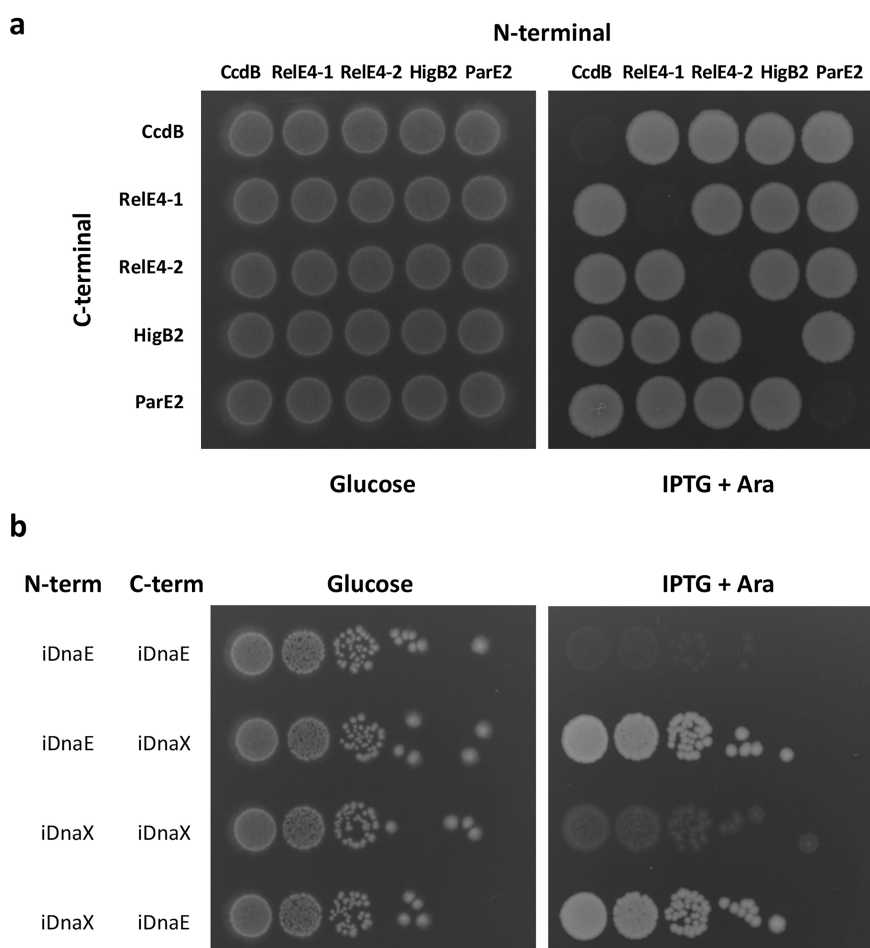 a
N-terminal
CcdB RelE4-1 RelE4-2 HigB2 ParE2 CcdB RelE4-1 RelE4-2 HigB2 ParE2
CcdB
RelE4-1
RelE4-2
HigB2
ParE2
C-terminal
Glucose IPTG + Ara
b
N-term C-term Glucose IPTG + Ara
iDnaE iDnaE
iDnaE iDnaX
iDnaX iDnaX
iDnaX iDnaE